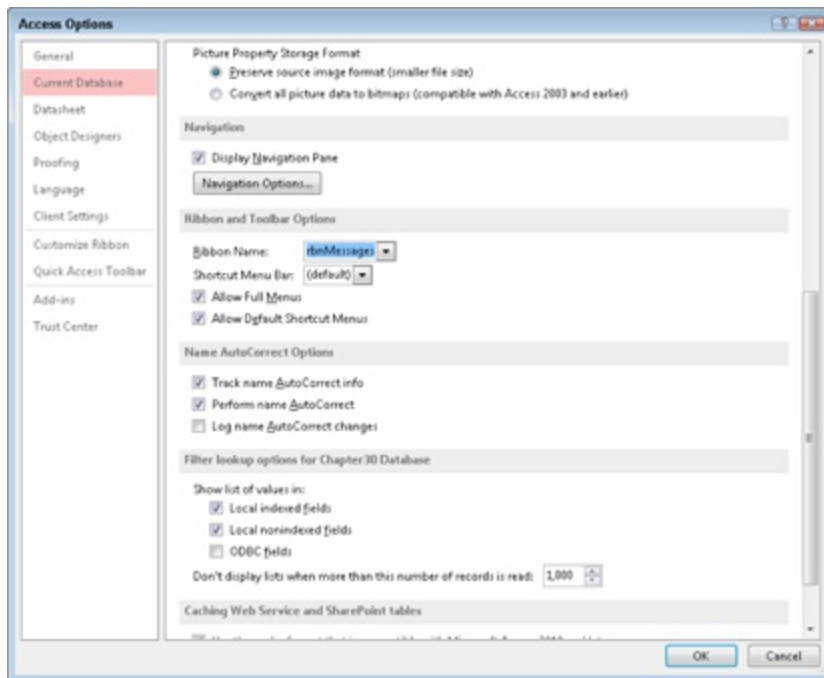 Access Options
General
Current Database
Datasheet
Object Designers
Proofing
Language
Client Settings
Customize Ribbon
Quick Access Toolbar
Add-ins
Trust Center
Picture Property Storage Format
Preserve source image format (smaller file size)
Convert all picture data to bitmaps (compatible with Access 2003 and earlier)
Navigation
Display Navigation Pane
Navigation Options...
Ribbon and Toolbar Options
Ribbon Name: rbnMessages
Shortcut Menu Bar: (default)
Allow Full Menus
Allow Default Shortcut Menus
Name AutoCorrect Options
Track name AutoCorrect info
Perform name AutoCorrect
Log name AutoCorrect changes
Filter lookup options for Chapter30 Database
Show list of values in:
Local indexed fields
Local nonindexed fields
ODBC fields
Don't display lists when more than this number of records is read: 1,000
Caching Web Service and SharePoint tables
OK Cancel